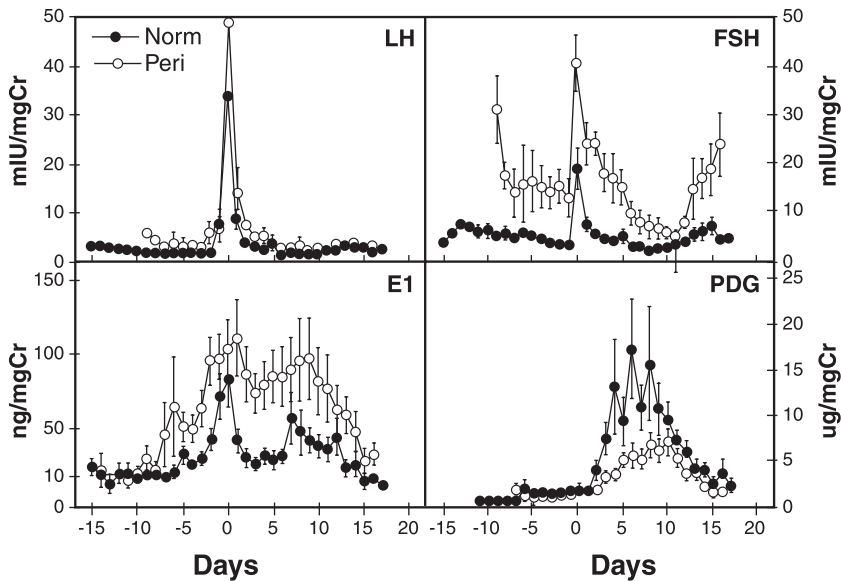 50 LH FSH 50
Norm
Peri
40 40
mIU/mgCr mIU/mgCr
30 30
20 20
10 10
0 0
150 E1 PDG 25
20
100 15
ng/mgCr ug/mgCr
50 10
5
10
0 0
-15 -10 -5 0 5 10 15 20 -15 -10 -5 0 5 10 15 20
Days Days